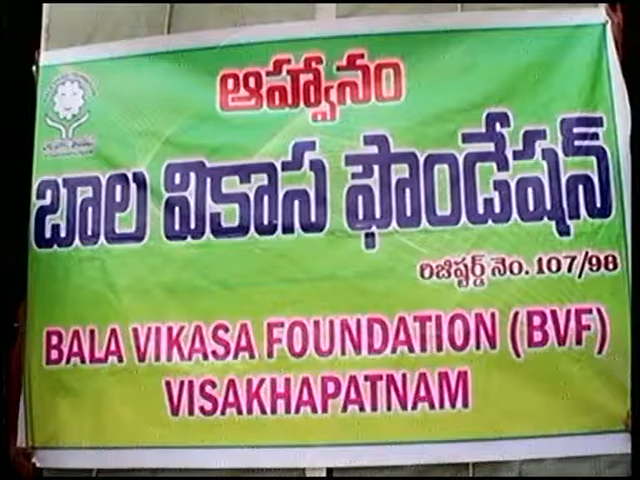 ఆహ్వానం
బాల వికాస ఫౌండేషన్
రిజిష్టర్డ్ నెం. 107/98
BALA VIKASA FOUNDATION (BVF)
VISAKHAPATNAM